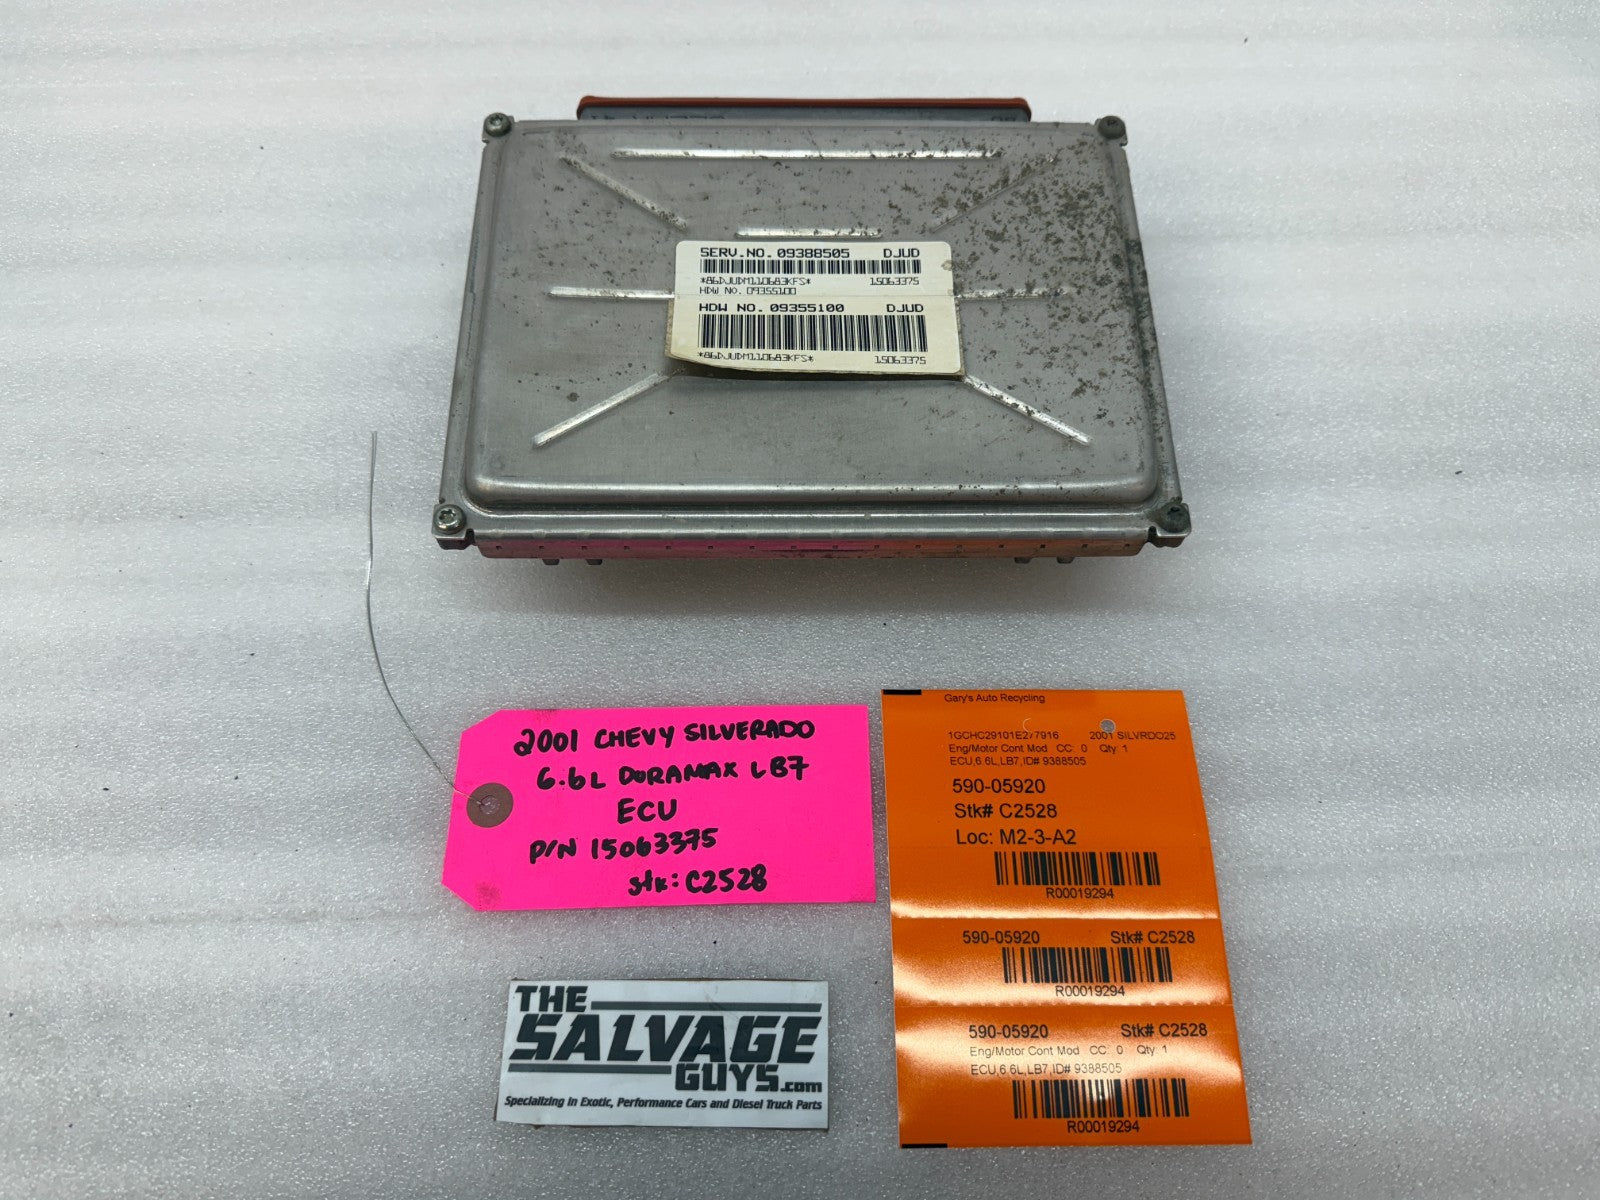 SERV.NO. 09388505 DJUD
*86DJUDM110683KFS* 15063375
HDW NO. 09355100
HDW NO. 09355100 DJUD
*86DJUDM110683KFS* 15063375
2001 CHEVY SILVERADO
6.6L DURAMAX LB7
ECU
P/N 15063375
stk: C2528
Gary's Auto Recycling
2001 SILVRDO25
Eng/Motor Cont Mod CC: 0 Qty: 1
ECU,6.6L,LB7,ID# 9388505
590-05920
Stk# C2528
Loc: M2-3-A2
R00019294
590-05920 Stk# C2528
R00019294
590-05920 Stk# C2528
Eng/Motor Cont Mod CC: 0 Qty: 1
ECU,6.6L,LB7,ID# 9388505
R00019294
THE
SALVAGE
GUYS.com
Specializing in Exotic, Performance Cars and Diesel Truck Parts